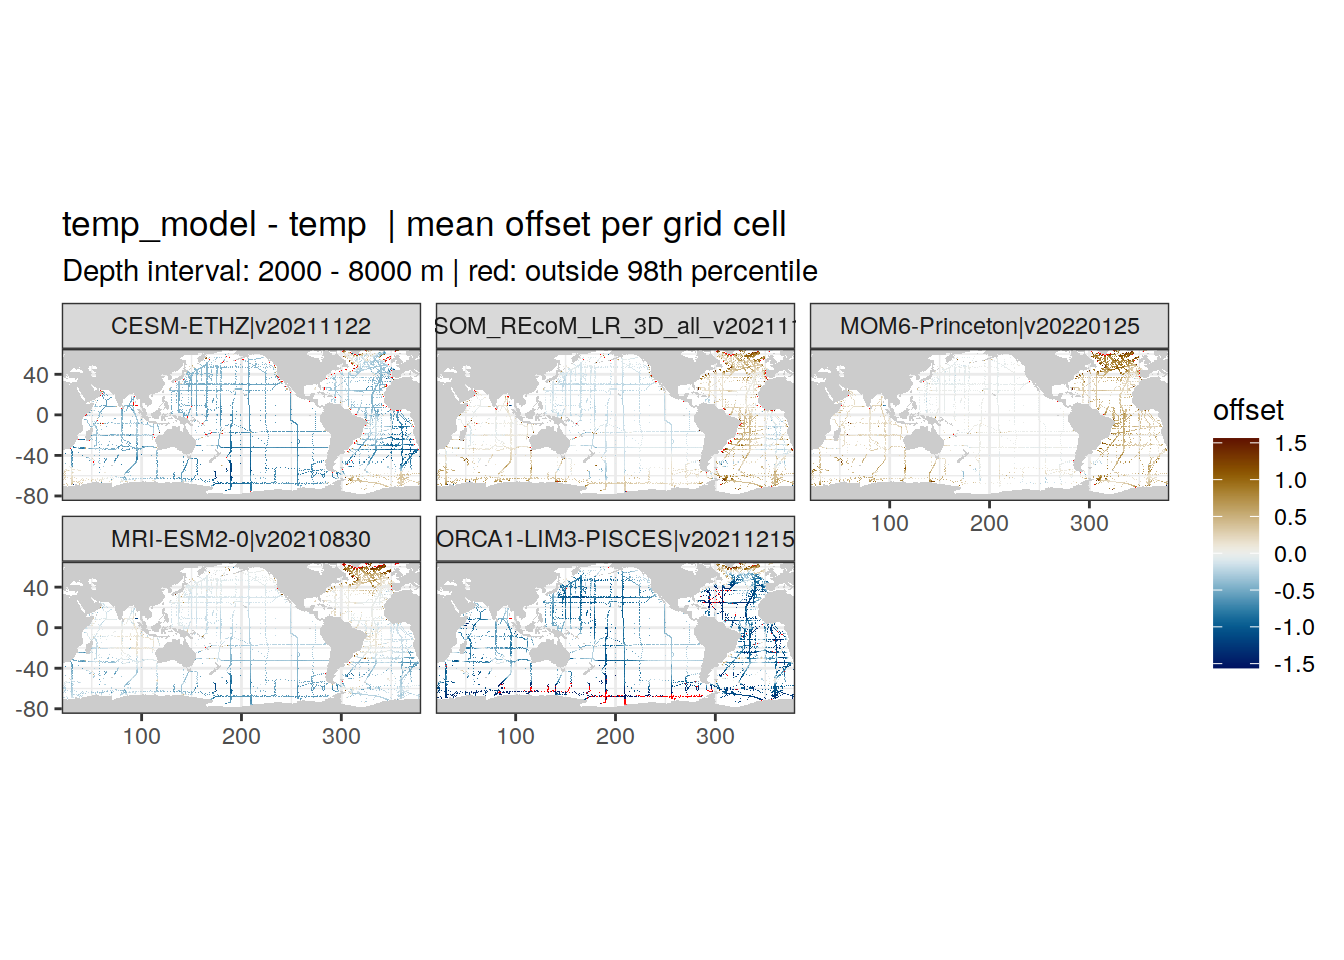 temp_model - temp | mean offset per grid cell
Depth interval: 2000 - 8000 m | red: outside 98th percentile
CESM-ETHZ|v20211122
SOM_REcoM_LR_3D_all_v20211
MOM6-Princeton|v20220125
40
0
-40
-80
100 200 300
MRI-ESM2-0|v20210830
ORCA1-LIM3-PISCES|v20211215
40
0
-40
-80
100 200 300
100 200 300
offset
1.5
1.0
0.5
0.0
-0.5
-1.0
-1.5